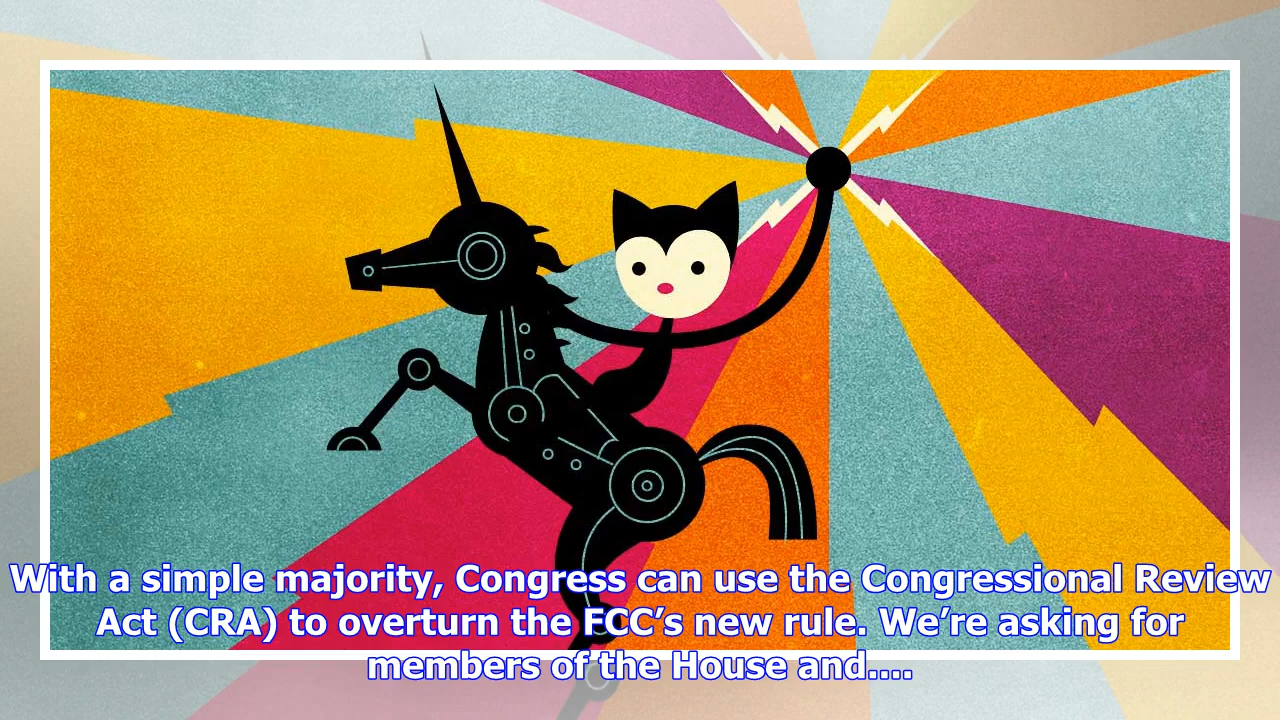 With a simple majority, Congress can use the Congressional Review
Act (CRA) to overturn the FCC’s new rule. We’re asking for
members of the House and....